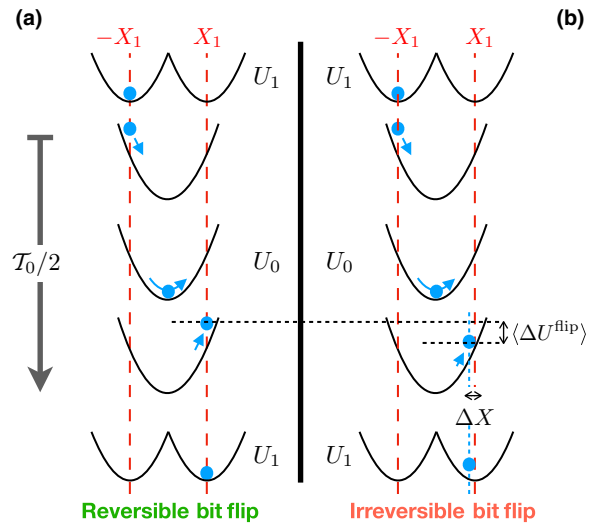 (a)
(b)
−X₁
X₁
−X₁
X₁
U₁
U₁
𝒯₀/2
U₀
U₀
⟨ΔU^flip⟩
ΔX
U₁
U₁
Reversible bit flip
Irreversible bit flip